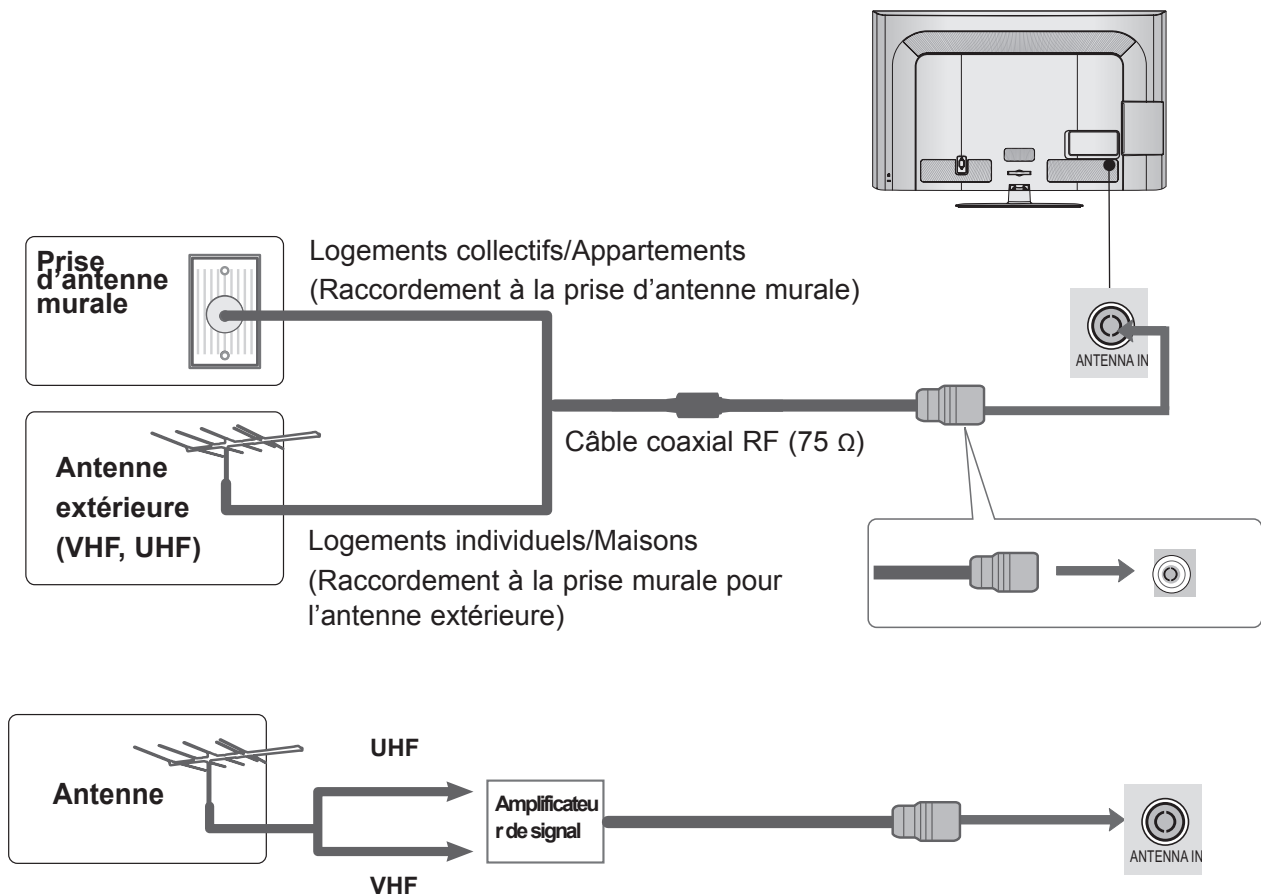 Prise
d’antenne
murale
Logements collectifs/Appartements
(Raccordement à la prise d’antenne murale)
ANTENNA IN
Câble coaxial RF (75 Ω)
Antenne
extérieure
(VHF, UHF)
Logements individuels/Maisons
(Raccordement à la prise murale pour
l’antenne extérieure)
Antenne
UHF
VHF
Amplificateu
r de signal
ANTENNA IN